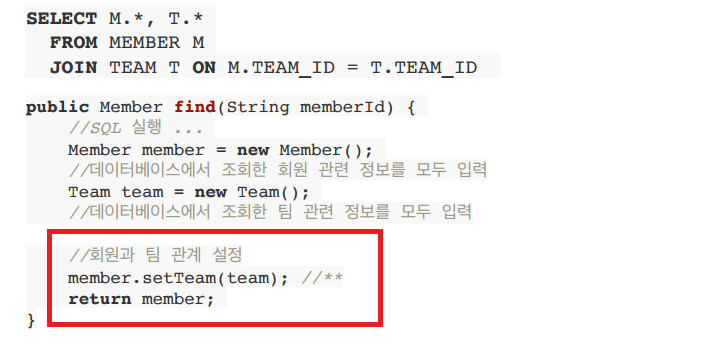 SELECT M.*, T.*
FROM MEMBER M
JOIN TEAM T ON M.TEAM_ID = T.TEAM_ID
public Member find(String memberId) {
//SQL 실행 ...
Member member = new Member();
//데이터베이스에서 조회한 회원 관련 정보를 모두 입력
Team team = new Team();
//데이터베이스에서 조회한 팀 관련 정보를 모두 입력
//회원과 팀 관계 설정
member.setTeam(team); //**
return member;
}